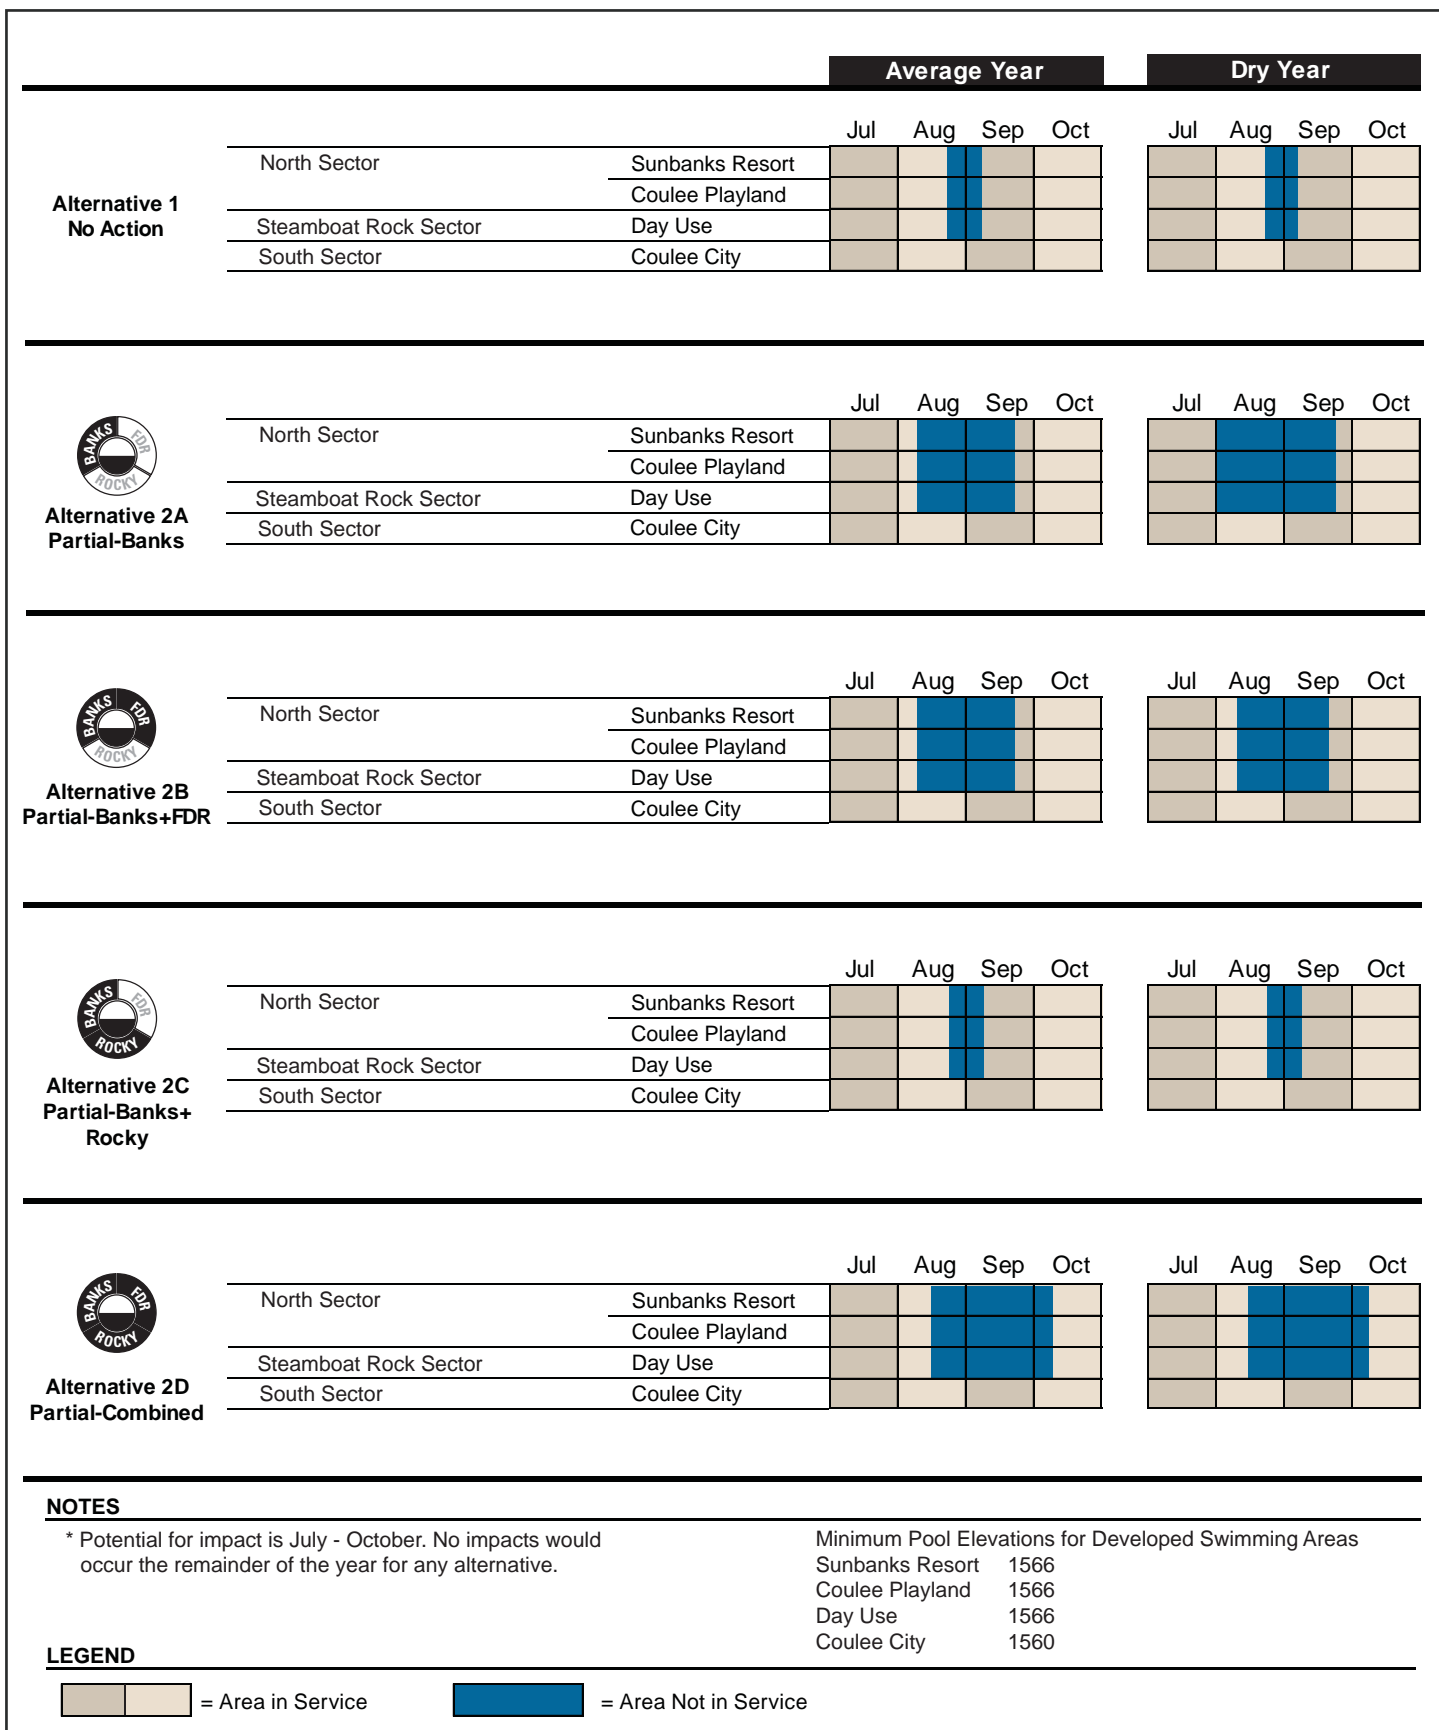 Average Year Dry Year
Jul Aug Sep Oct Jul Aug Sep Oct
Alternative 1
No Action
North Sector Sunbanks Resort
Coulee Playland
Steamboat Rock Sector Day Use
South Sector Coulee City
Jul Aug Sep Oct Jul Aug Sep Oct
BANKS FDR ROCKY
Alternative 2A
Partial-Banks
North Sector Sunbanks Resort
Coulee Playland
Steamboat Rock Sector Day Use
South Sector Coulee City
Jul Aug Sep Oct Jul Aug Sep Oct
BANKS FDR ROCKY
Alternative 2B
Partial-Banks+FDR
North Sector Sunbanks Resort
Coulee Playland
Steamboat Rock Sector Day Use
South Sector Coulee City
Jul Aug Sep Oct Jul Aug Sep Oct
BANKS FDR ROCKY
Alternative 2C
Partial-Banks+
Rocky
North Sector Sunbanks Resort
Coulee Playland
Steamboat Rock Sector Day Use
South Sector Coulee City
Jul Aug Sep Oct Jul Aug Sep Oct
BANKS FDR ROCKY
Alternative 2D
Partial-Combined
North Sector Sunbanks Resort
Coulee Playland
Steamboat Rock Sector Day Use
South Sector Coulee City
NOTES
* Potential for impact is July - October. No impacts would
occur the remainder of the year for any alternative.
Minimum Pool Elevations for Developed Swimming Areas
Sunbanks Resort 1566
Coulee Playland 1566
Day Use 1566
Coulee City 1560
LEGEND
= Area in Service = Area Not in Service